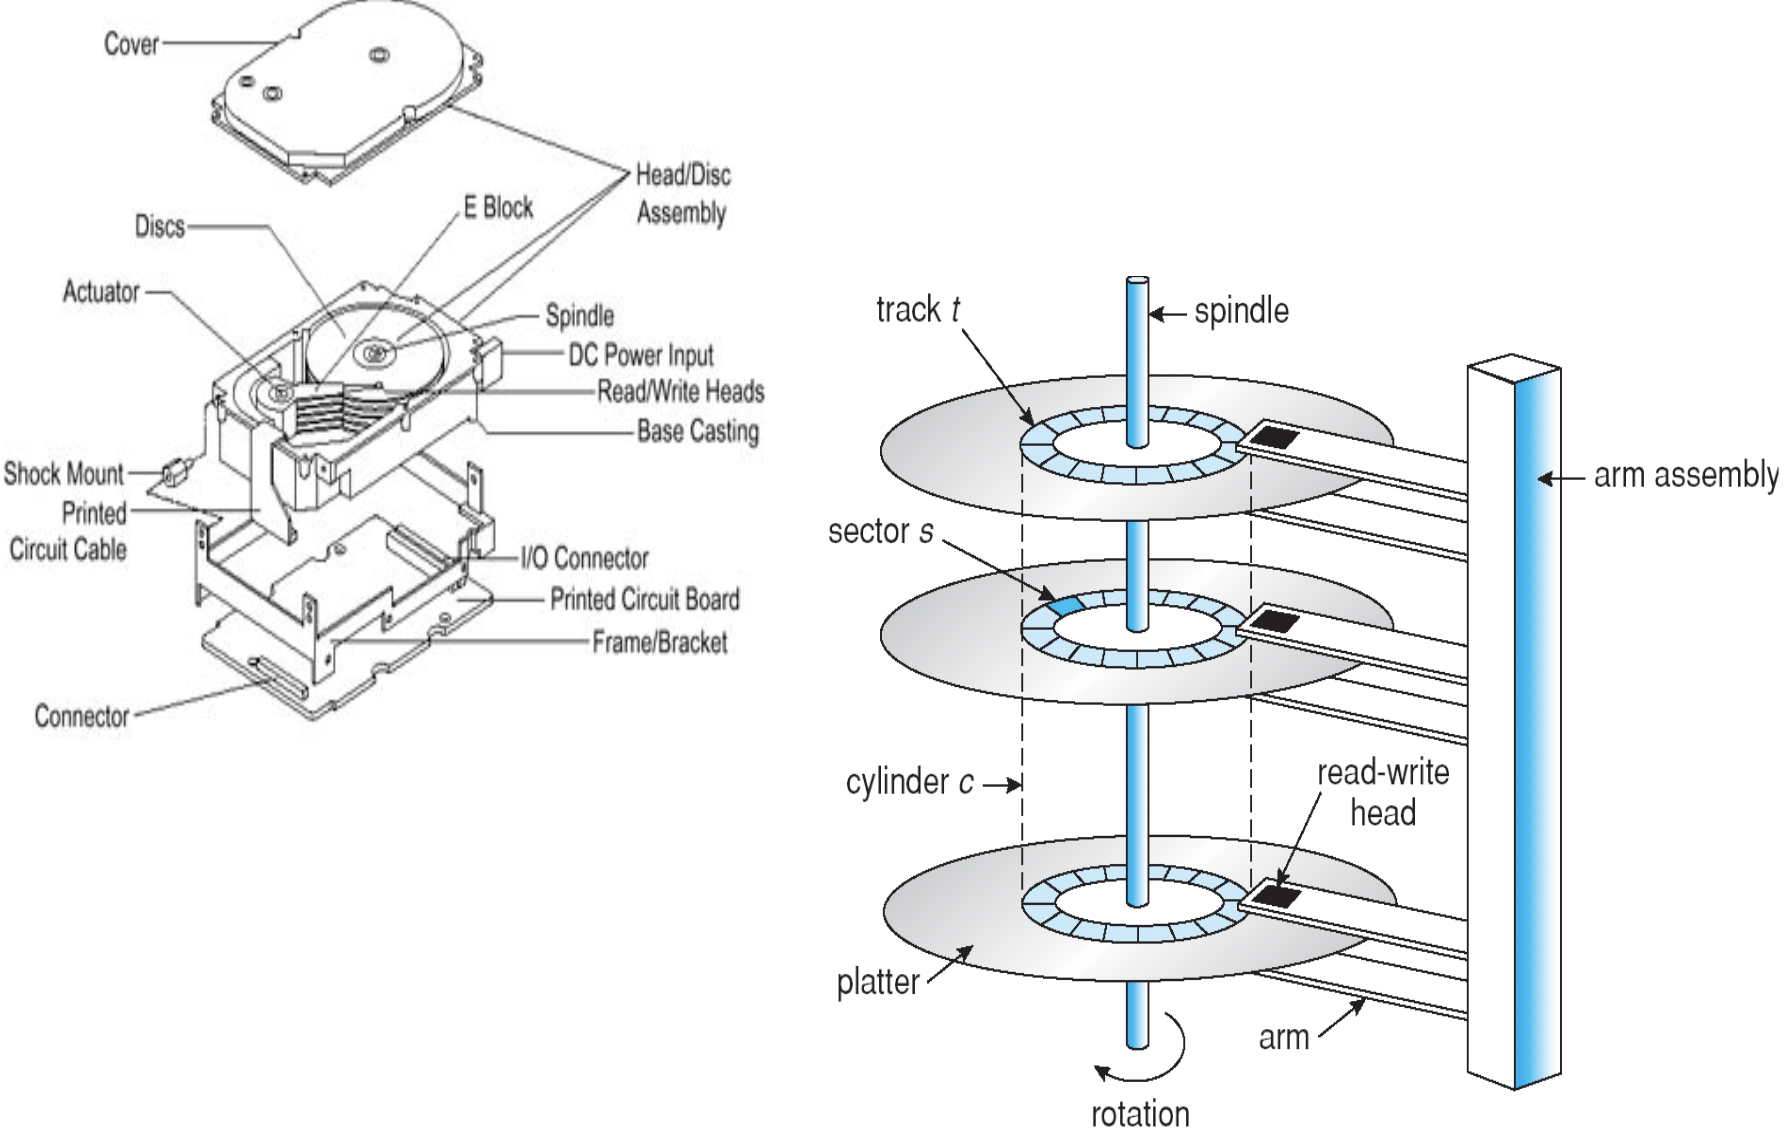 Cover
Head/Disc
Assembly
E Block
Discs
Actuator
Spindle
DC Power Input
Read/Write Heads
Base Casting
Shock Mount
Printed
Circuit Cable
I/O Connector
Printed Circuit Board
Frame/Bracket
Connector
track t
spindle
arm assembly
sector s
cylinder c
read-write
head
platter
arm
rotation